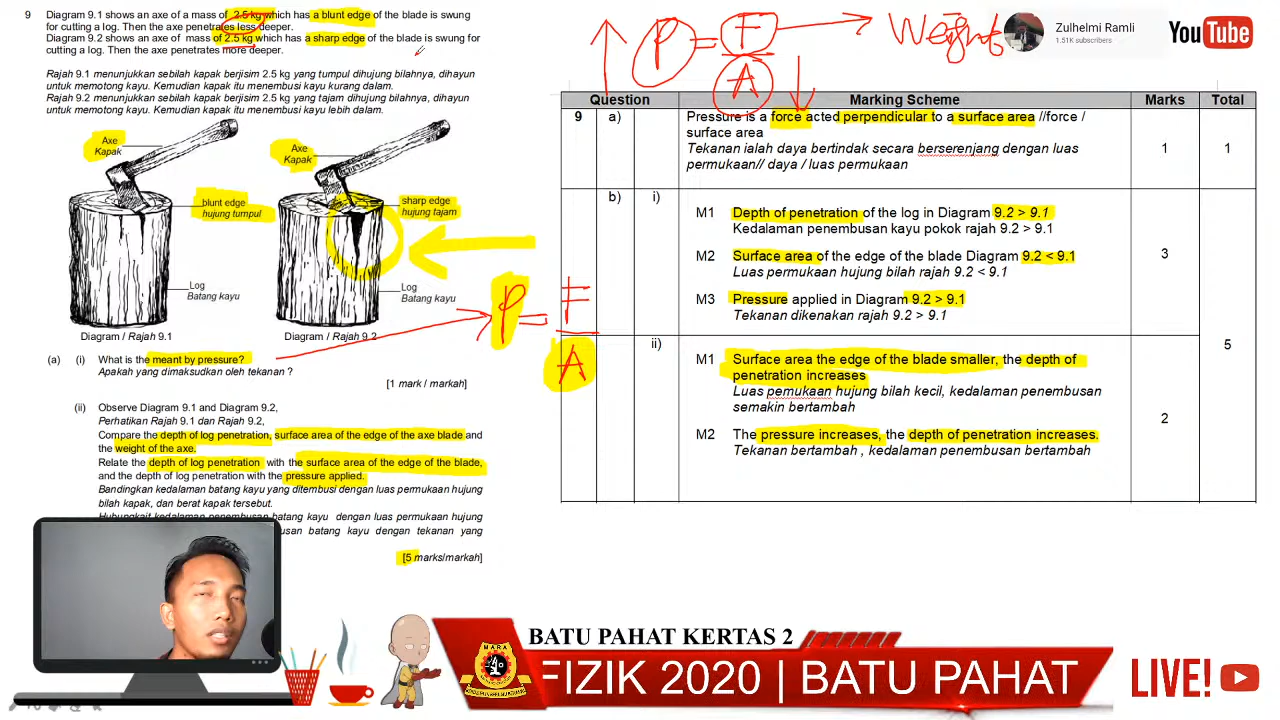 9 Diagram 9.1 shows an axe of a mass of 2.5 kg which has a blunt edge of the blade is swung
for cutting a log. Then the axe penetrates less deeper.
Diagram 9.2 shows an axe of mass of 2.5 kg which has a sharp edge of the blade is swung for
cutting a log. Then the axe penetrates more deeper.
Rajah 9.1 menunjukkan sebilah kapak berjisim 2.5 kg yang tumpul dihujung bilahnya, dihayun
untuk memotong kayu. Kemudian kapak itu menembusi kayu kurang dalam.
Rajah 9.2 menunjukkan sebilah kapak berjisim 2.5 kg yang tajam dihujung bilahnya, dihayun
untuk memotong kayu. Kemudian kapak itu menembusi kayu lebih dalam.
Axe
Kapak
blunt edge
hujung tumpul
Log
Batang kayu
Diagram / Rajah 9.1
Axe
Kapak
sharp edge
hujung tajam
Log
Batang kayu
Diagram / Rajah 9.2
(a) (i) What is the meant by pressure?
Apakah yang dimaksudkan oleh tekanan ?
[1 mark / markah]
(ii) Observe Diagram 9.1 and Diagram 9.2,
Perhatikan Rajah 9.1 dan Rajah 9.2,
Compare the depth of log penetration, surface area of the edge of the axe blade and
the weight of the axe.
Relate the depth of log penetration with the surface area of the edge of the blade,
and the depth of log penetration with the pressure applied.
Bandingkan kedalaman batang kayu yang ditembusi dengan luas permukaan hujung
bilah kapak, dan berat kapak tersebut.
Hubungkait kedalaman penembusan batang kayu dengan luas permukaan hujung
batang kayu dengan tekanan yang
[5 marks/markah]
P = F
A
P = F → Weight
A
Zulhelmi Ramli
1.51K subscribers
YouTube
Question Marking Scheme Marks Total
9 a) Pressure is a force acted perpendicular to a surface area //force /
surface area
Tekanan ialah daya bertindak secara berserenjang dengan luas
permukaan// daya / luas permukaan
1 1
b) i)
M1 Depth of penetration of the log in Diagram 9.2 > 9.1
Kedalaman penembusan kayu pokok rajah 9.2 > 9.1
M2 Surface area of the edge of the blade Diagram 9.2 < 9.1
Luas permukaan hujung bilah rajah 9.2 < 9.1
M3 Pressure applied in Diagram 9.2 > 9.1
Tekanan dikenakan rajah 9.2 > 9.1
3
ii)
M1 Surface area the edge of the blade smaller, the depth of
penetration increases
Luas pemukaan hujung bilah kecil, kedalaman penembusan
semakin bertambah
M2 The pressure increases, the depth of penetration increases.
Tekanan bertambah , kedalaman penembusan bertambah
2
5
BATU PAHAT KERTAS 2
MARA
FIZIK 2020 | BATU PAHAT
LIVE!